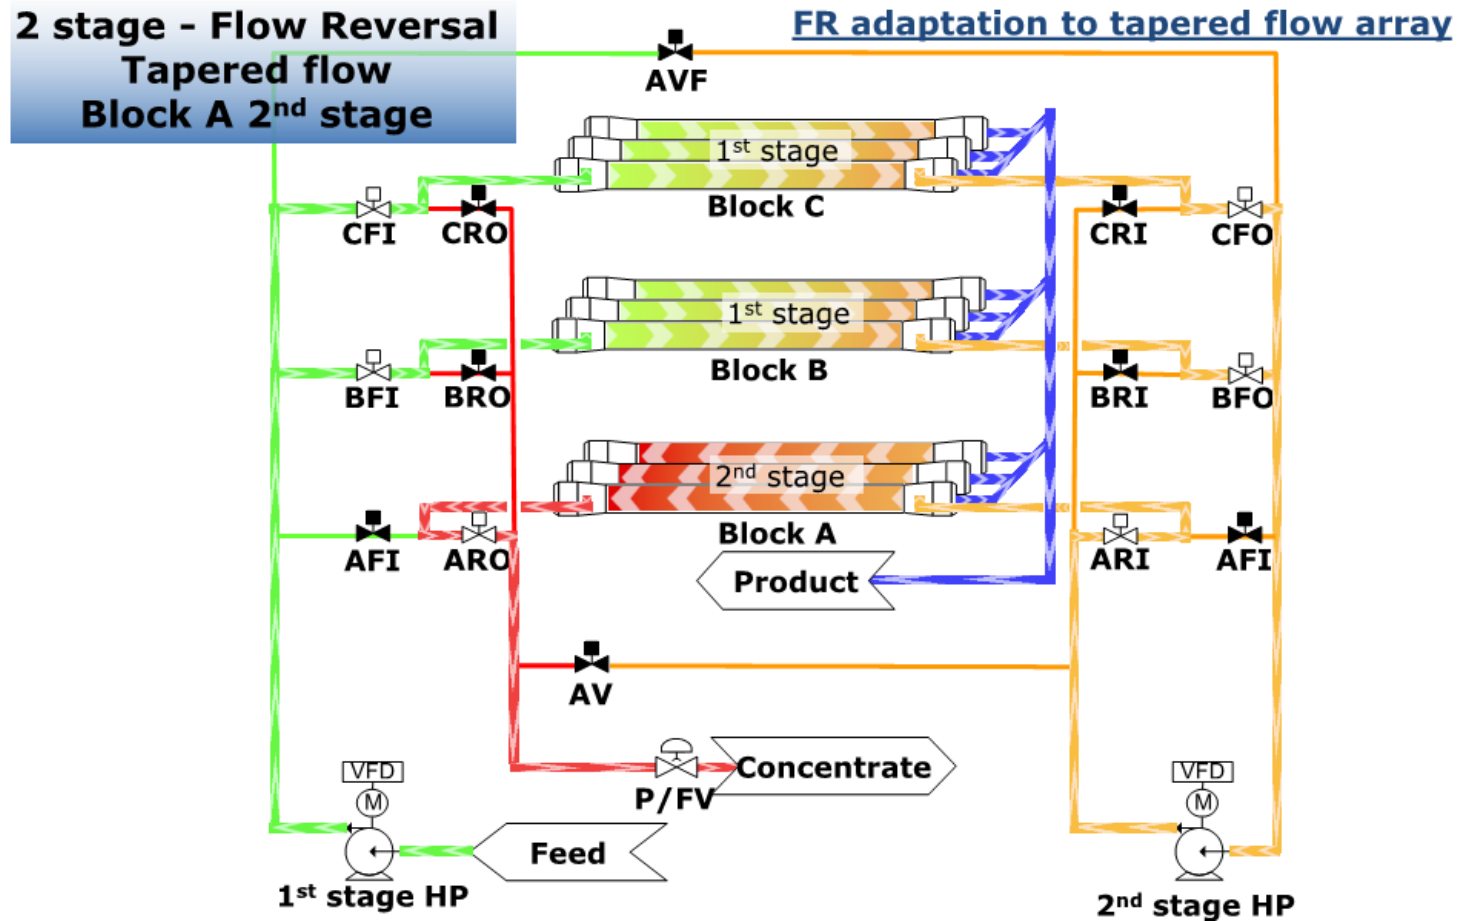 2 stage - Flow Reversal
Tapered flow
Block A 2nd stage
FR adaptation to tapered flow array
AVF
1st stage
Block C
CFI
CRO
CRI
CFO
1st stage
Block B
BFI
BRO
BRI
BFO
2nd stage
Block A
AFI
ARO
ARI
AFI
Product
AV
Concentrate
P/FV
VFD
M
VFD
M
Feed
1st stage HP
2nd stage HP